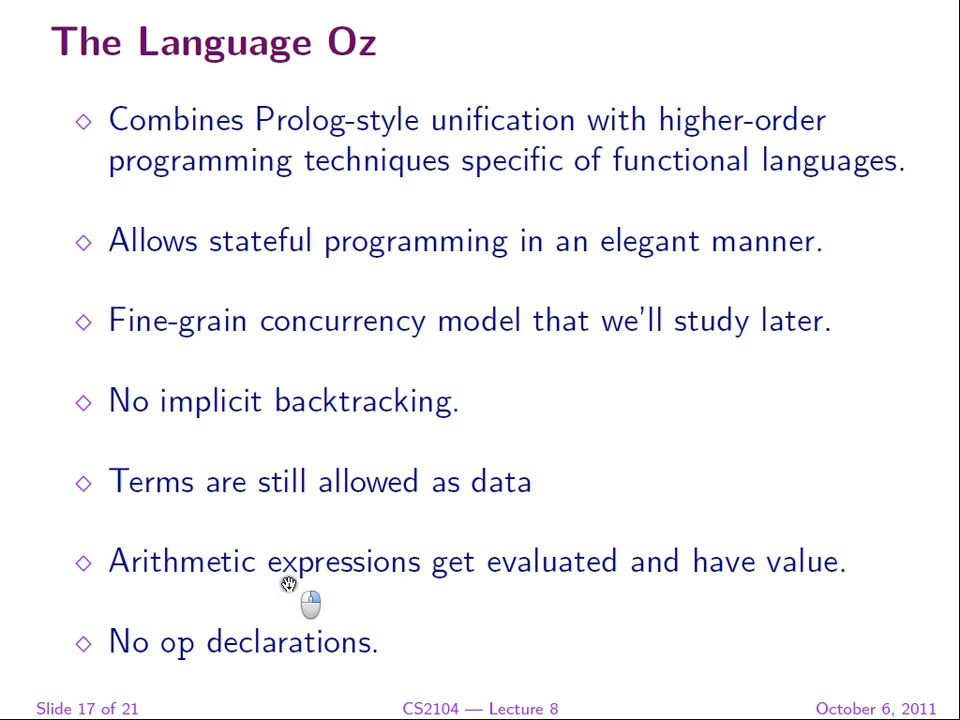 The Language Oz
Combines Prolog-style unification with higher-order
programming techniques specific of functional languages.
Allows stateful programming in an elegant manner.
Fine-grain concurrency model that we'll study later.
No implicit backtracking.
Terms are still allowed as data
Arithmetic expressions get evaluated and have value.
No op declarations.
Slide 17 of 21
CS2104 — Lecture 8
October 6, 2011